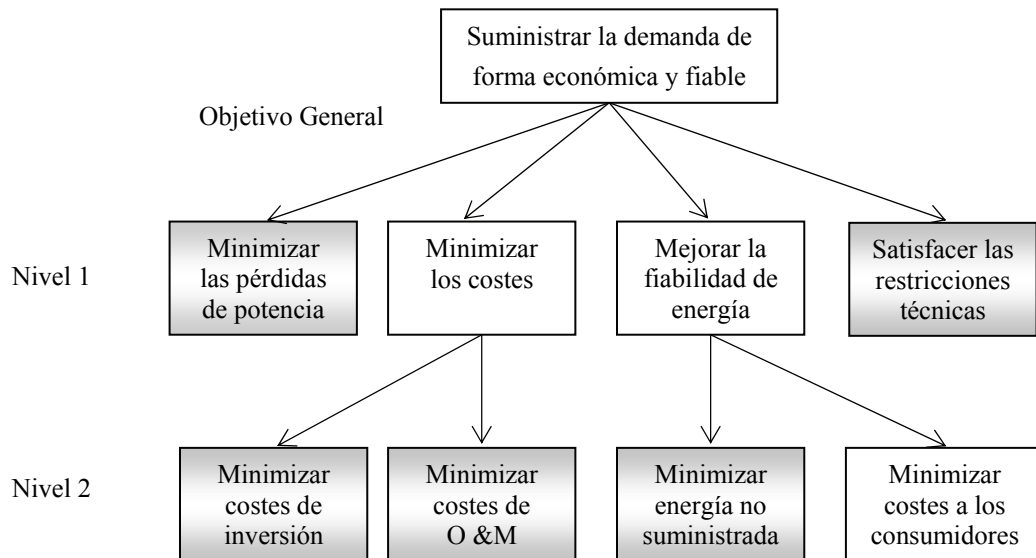 Suministrar la demanda de
forma económica y fiable
Objetivo General
Nivel 1
Minimizar
las pérdidas
de potencia
Minimizar
los costes
Mejorar la
fiabilidad de
energía
Satisfacer las
restricciones
técnicas
Nivel 2
Minimizar
costes de
inversión
Minimizar
costes de
O &M
Minimizar
energía no
suministrada
Minimizar
costes a los
consumidores